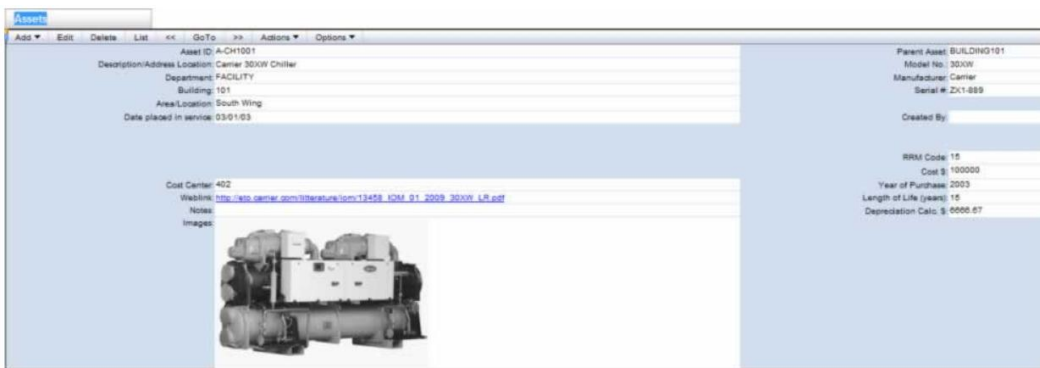 Assets
Add ▼ Edit Delete List << GoTo >> Actions ▼ Options ▼
Asset ID: A-CH1001
Description/Address Location: Carrier 30XW Chiller
Department: FACILITY
Building: 101
Area/Location: South Wing
Date placed in service: 03/01/03
Cost Center: 402
Weblink: http://etp.carrier.com/litterature/iom/13458_IOM_01_2009_30XW_LR.pdf
Notes:
Images:
Parent Asset: BUILDING101
Model No.: 30XW
Manufacturer: Carrier
Serial #: ZX1-889
Created By:
RRM Code: 15
Cost $: 100000
Year of Purchase: 2003
Length of Life (years): 15
Depreciation Calc. $: 6666.67